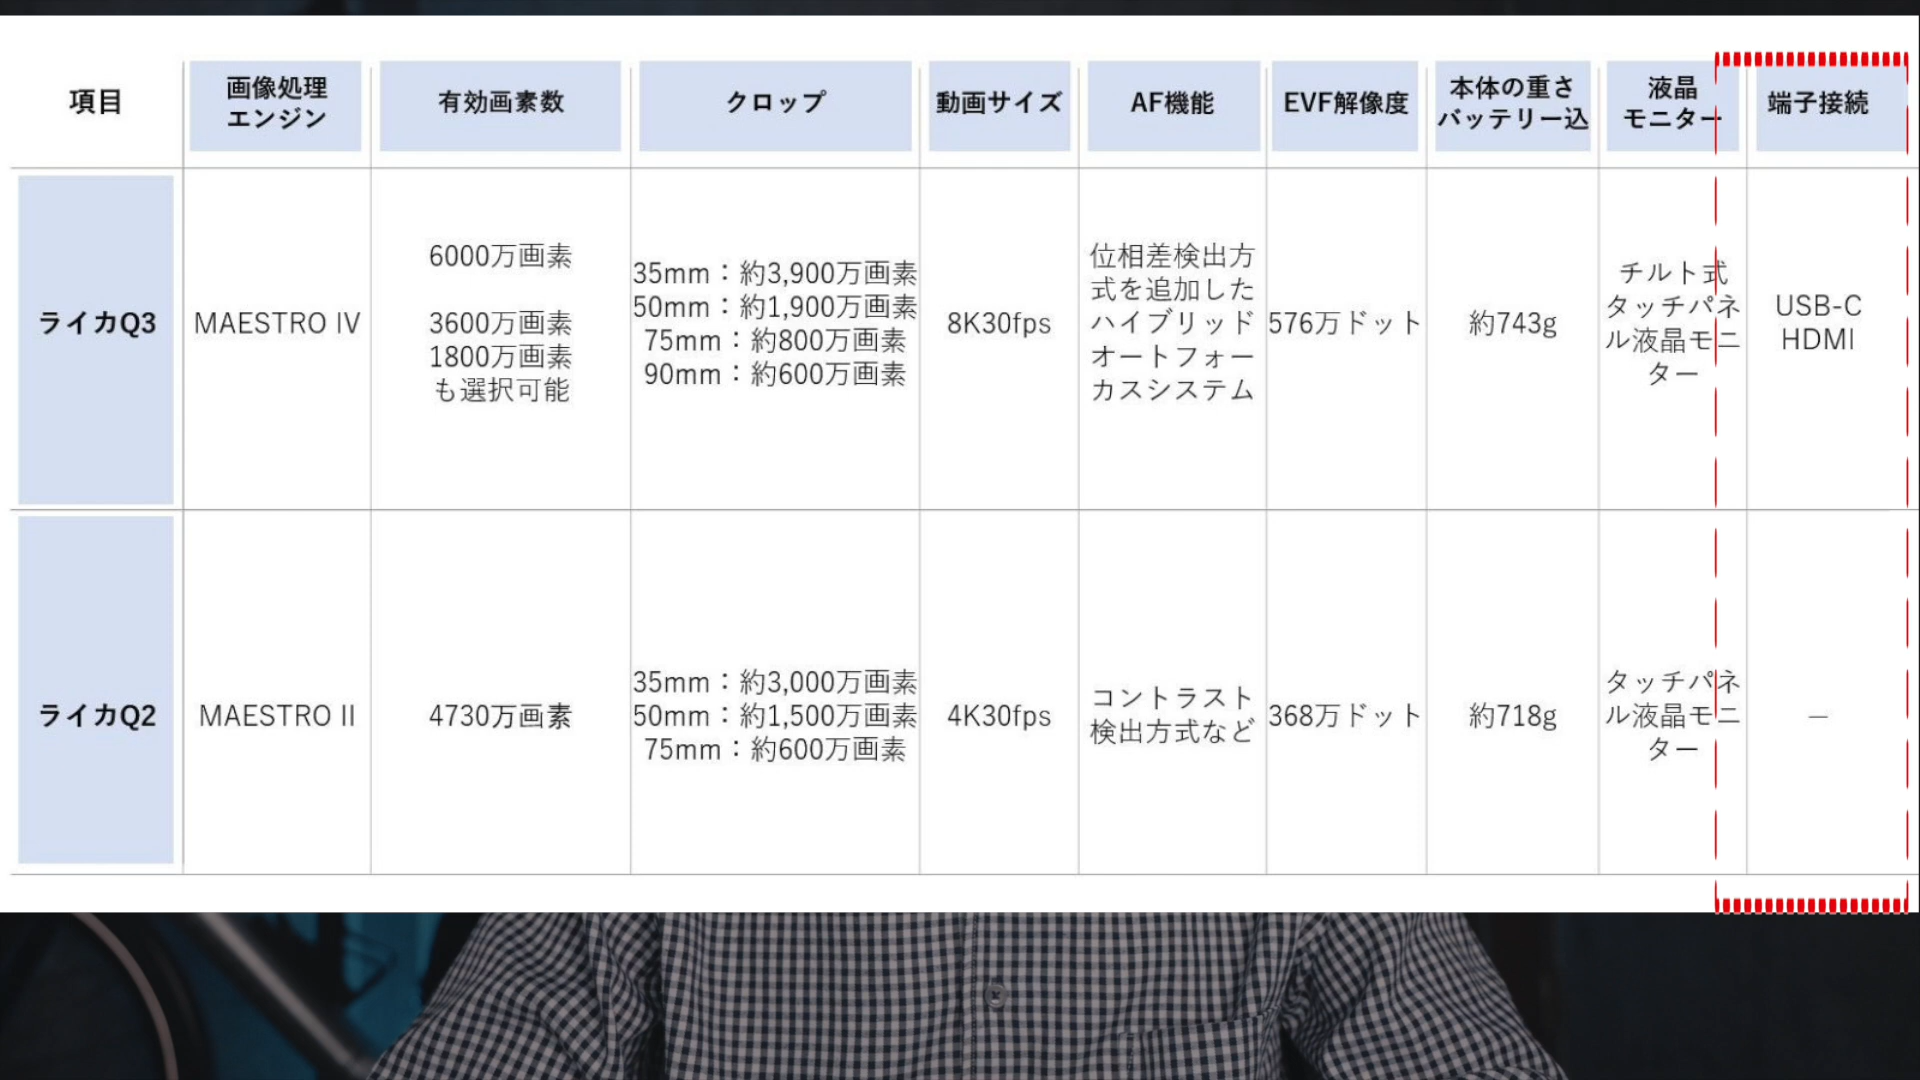 項目
画像処理
エンジン
有効画素数
クロップ
動画サイズ
AF機能
EVF解像度
本体の重さ
バッテリー込
液晶
モニター
端子接続
ライカQ3
MAESTRO IV
6000万画素
3600万画素
1800万画素
も選択可能
35mm：約3,900万画素
50mm：約1,900万画素
75mm：約800万画素
90mm：約600万画素
8K30fps
位相差検出方
式を追加した
ハイブリッド
オートフォー
カスシステム
576万ドット
約743g
チルト式
タッチパネ
ル液晶モニ
ター
USB-C
HDMI
ライカQ2
MAESTRO II
4730万画素
35mm：約3,000万画素
50mm：約1,500万画素
75mm：約600万画素
4K30fps
コントラスト
検出方式など
368万ドット
約718g
タッチパネ
ル液晶モニ
ター
―